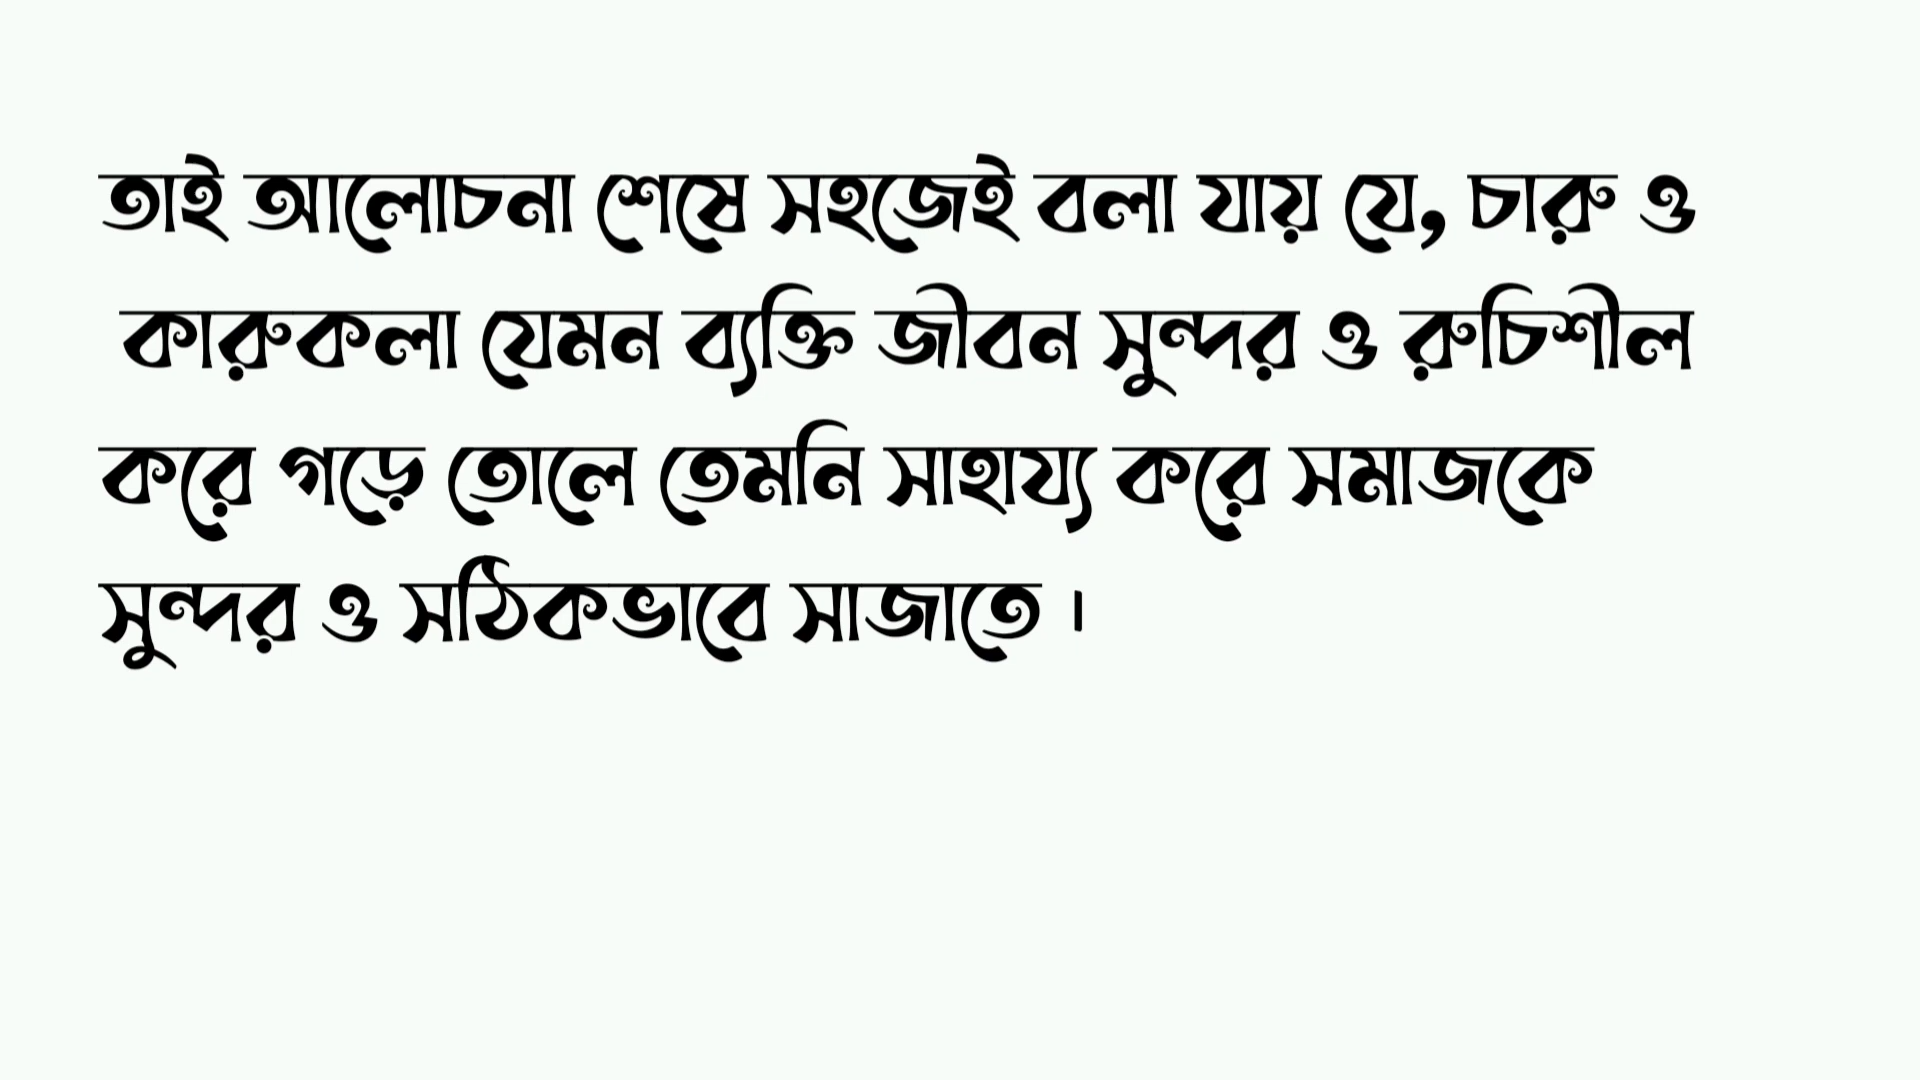 তাই আলোচনা শেষে সহজেই বলা যায় যে, চারু ও
কারুকলা যেমন ব্যক্তি জীবন সুন্দর ও রুচিশীল
করে গড়ে তোলে তেমনি সাহায্য করে সমাজকে
সুন্দর ও সঠিকভাবে সাজাতে ।